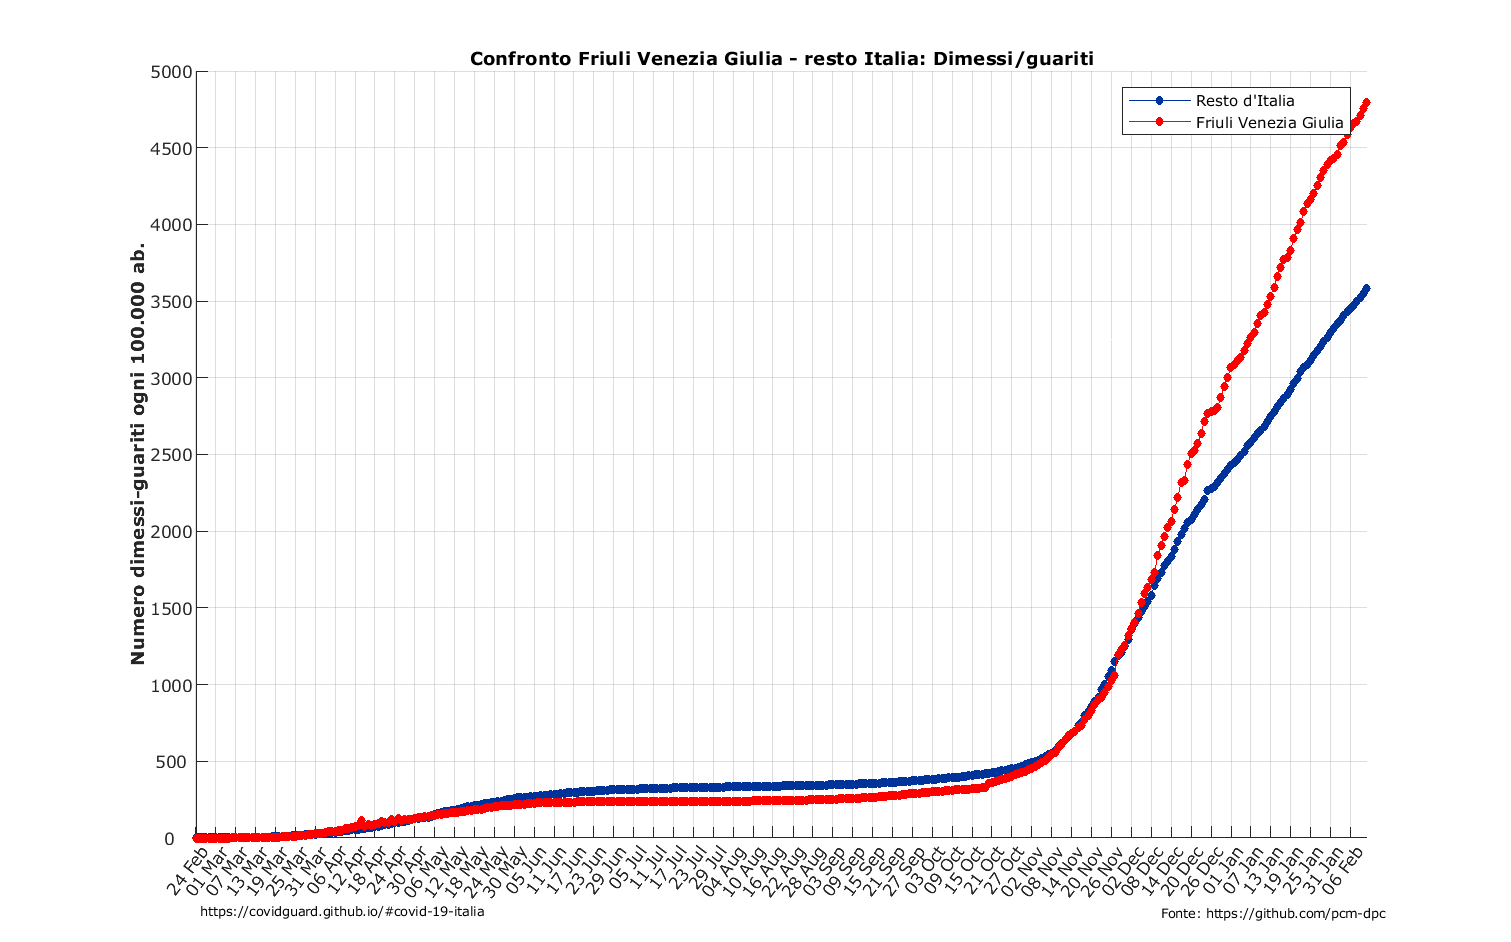 Confronto Friuli Venezia Giulia - resto Italia: Dimessi/guariti
Resto d'Italia
Friuli Venezia Giulia
Numero dimessi-guariti ogni 100.000 ab.
5000
4500
4000
3500
3000
2500
2000
1500
1000
500
0
24 Feb
01 Mar
07 Mar
13 Mar
19 Mar
25 Mar
31 Mar
06 Apr
12 Apr
18 Apr
24 Apr
30 Apr
06 May
12 May
18 May
24 May
30 May
05 Jun
11 Jun
17 Jun
23 Jun
29 Jun
05 Jul
11 Jul
17 Jul
23 Jul
29 Jul
04 Aug
10 Aug
16 Aug
22 Aug
28 Aug
03 Sep
09 Sep
15 Sep
21 Sep
27 Sep
03 Oct
09 Oct
15 Oct
21 Oct
27 Oct
02 Nov
08 Nov
14 Nov
20 Nov
26 Nov
02 Dec
08 Dec
14 Dec
20 Dec
26 Dec
01 Jan
07 Jan
13 Jan
19 Jan
25 Jan
31 Jan
06 Feb
https://covidguard.github.io/#covid-19-italia
Fonte: https://github.com/pcm-dpc